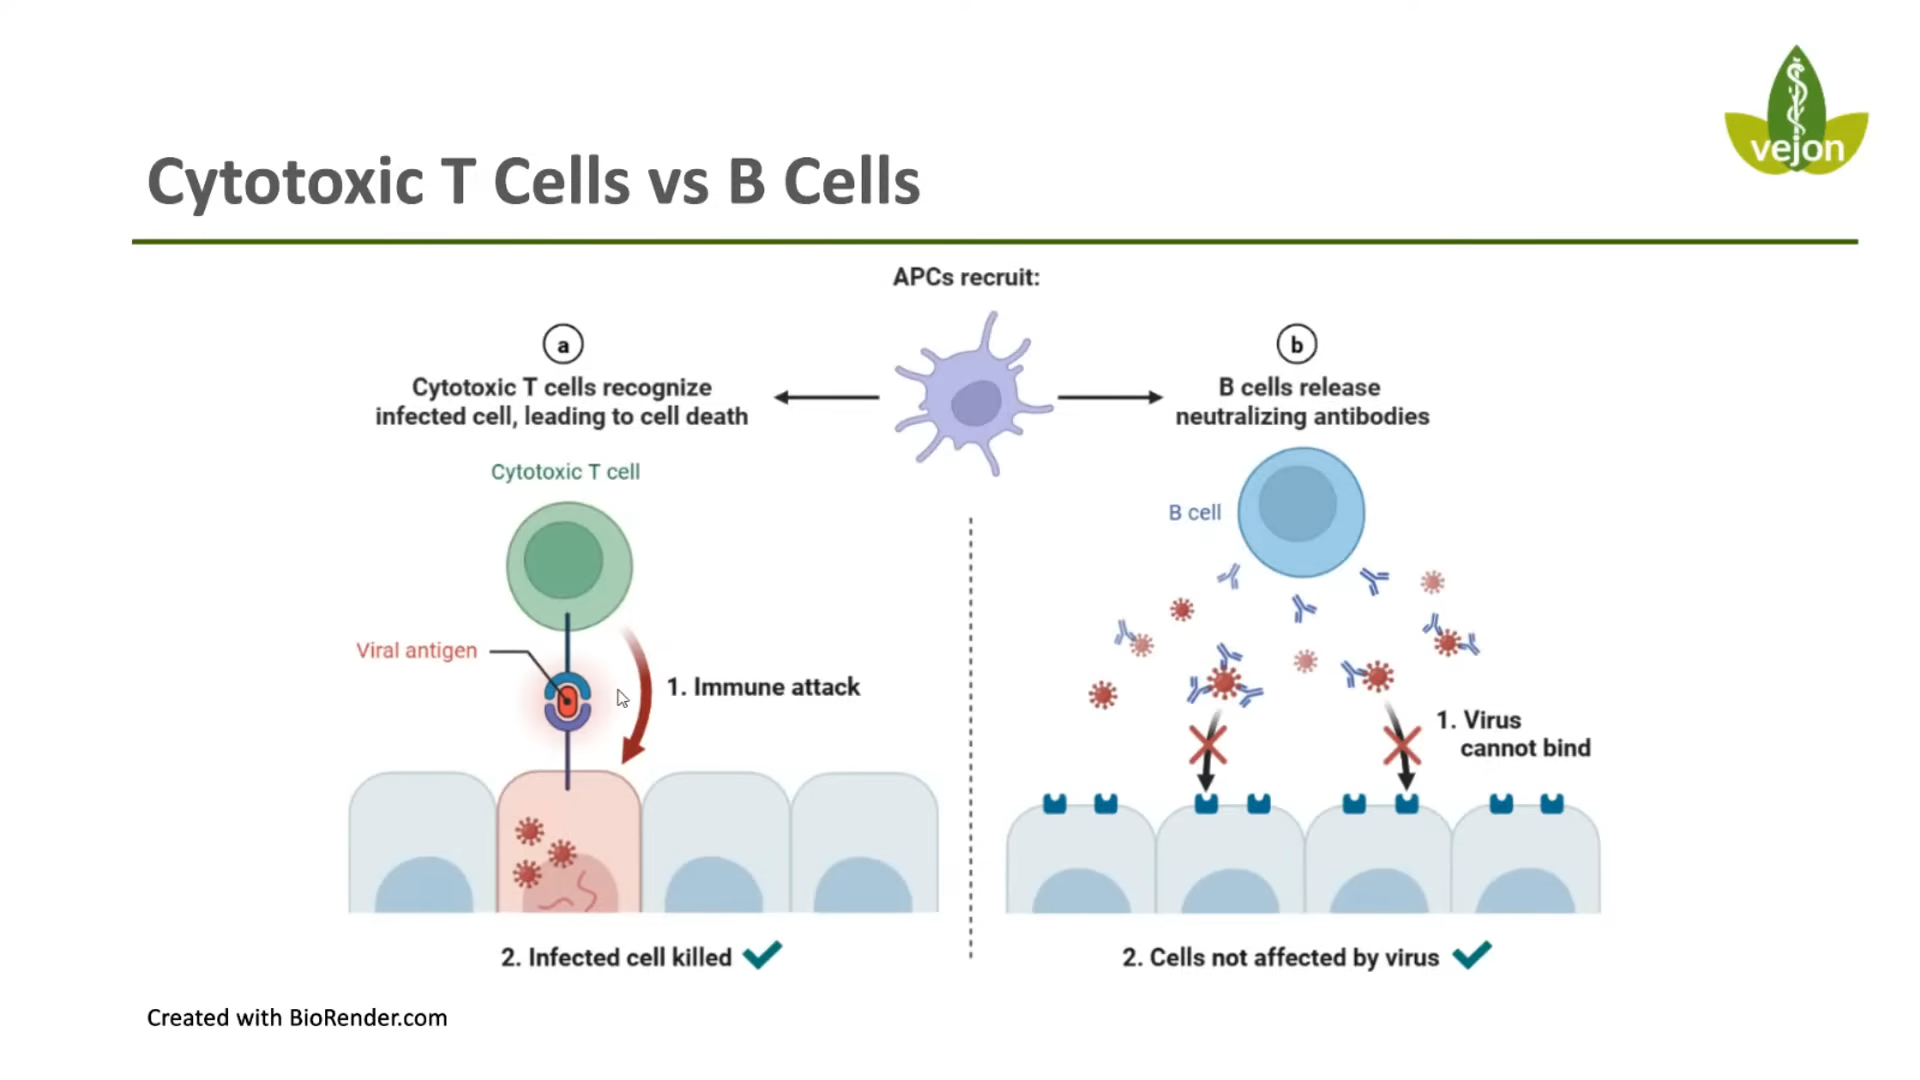 vejon
Cytotoxic T Cells vs B Cells
APCs recruit:
a
Cytotoxic T cells recognize
infected cell, leading to cell death
Cytotoxic T cell
Viral antigen
1. Immune attack
2. Infected cell killed
b
B cells release
neutralizing antibodies
B cell
1. Virus
cannot bind
2. Cells not affected by virus
Created with BioRender.com